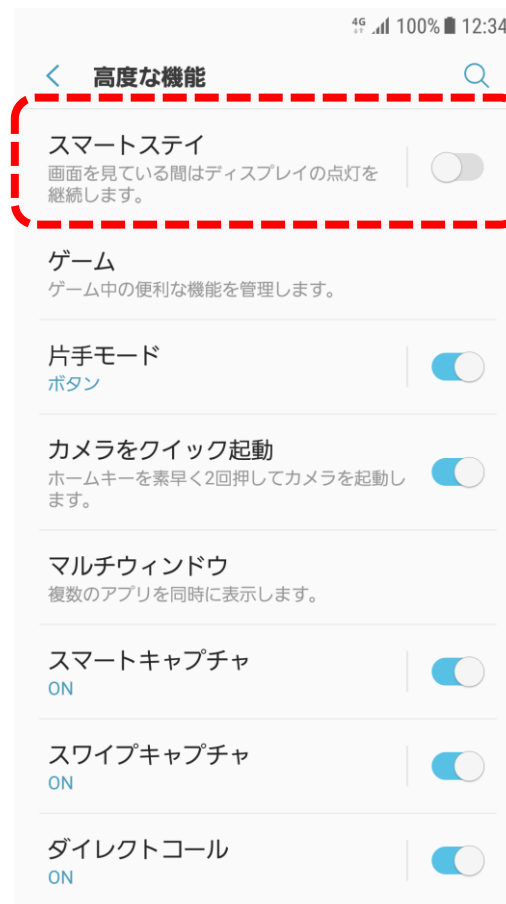 4G 100% 12:34
高度な機能
スマートステイ
画面を見ている間はディスプレイの点灯を
継続します。
ゲーム
ゲーム中の便利な機能を管理します。
片手モード
ボタン
カメラをクイック起動
ホームキーを素早く2回押してカメラを起動し
ます。
マルチウィンドウ
複数のアプリを同時に表示します。
スマートキャプチャ
ON
スワイプキャプチャ
ON
ダイレクトコール
ON